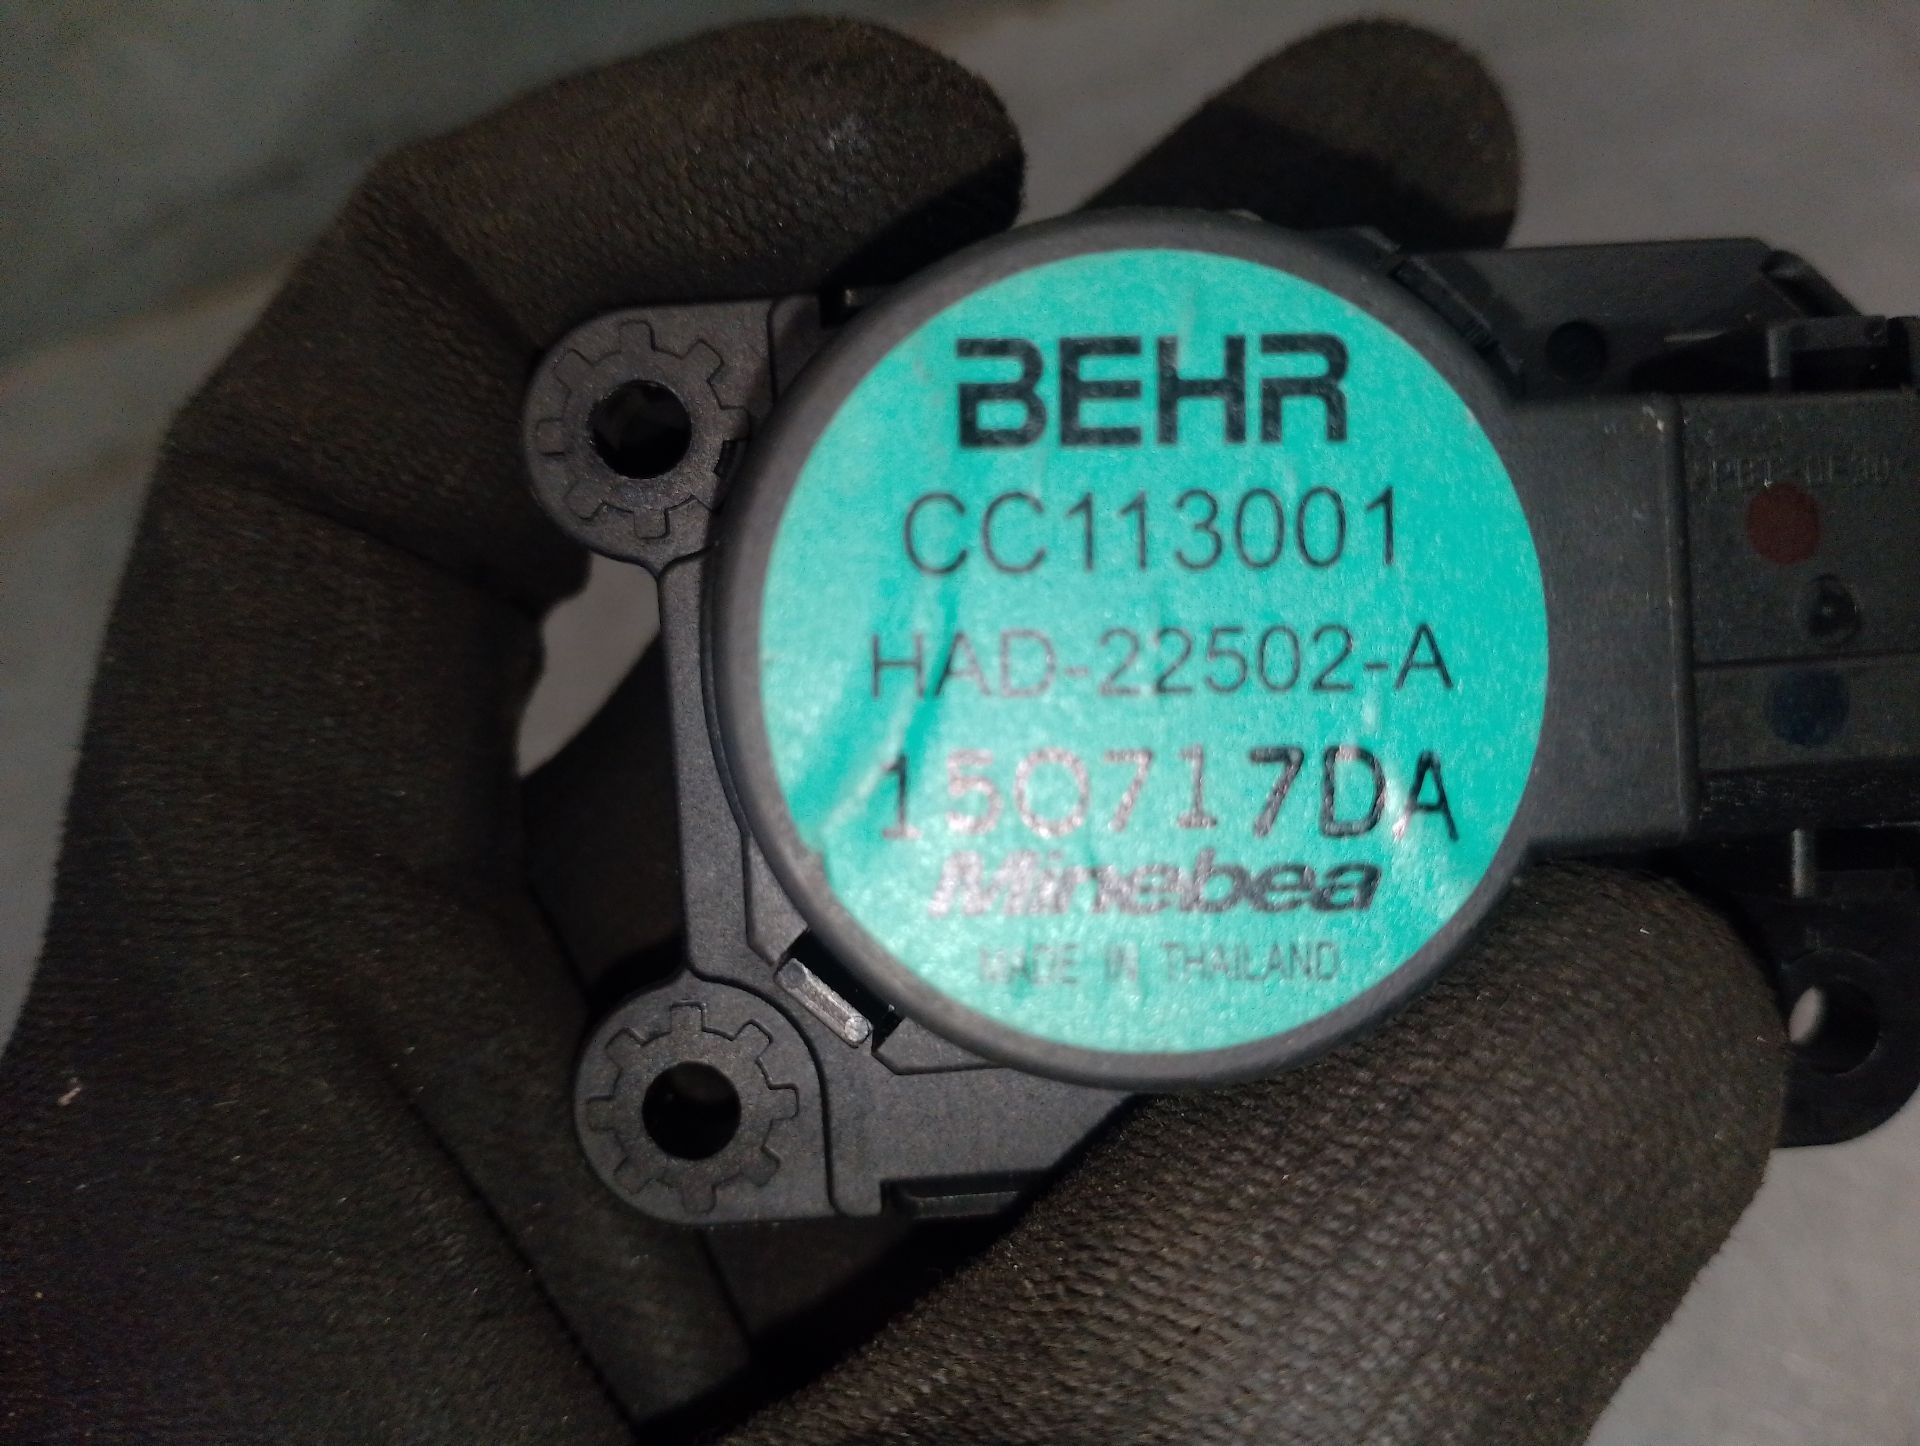 BEHR
CC113001
HAD-22502-A
150717DA
Minebea
MADE IN THAILAND